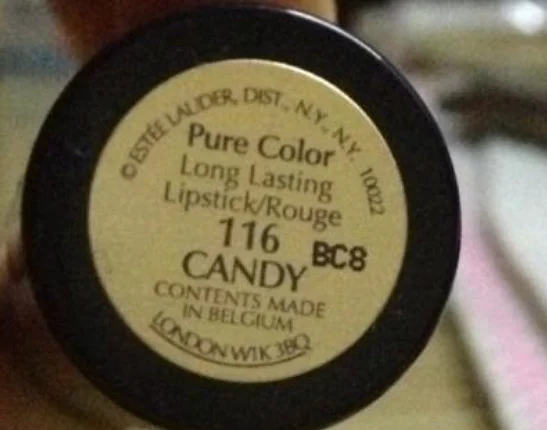 © ESTÉE LAUDER, DIST., N.Y., N.Y. 10022
Pure Color
Long Lasting
Lipstick/Rouge
116
BC8
CANDY
CONTENTS MADE
IN BELGIUM
LONDON W1K 3BQ